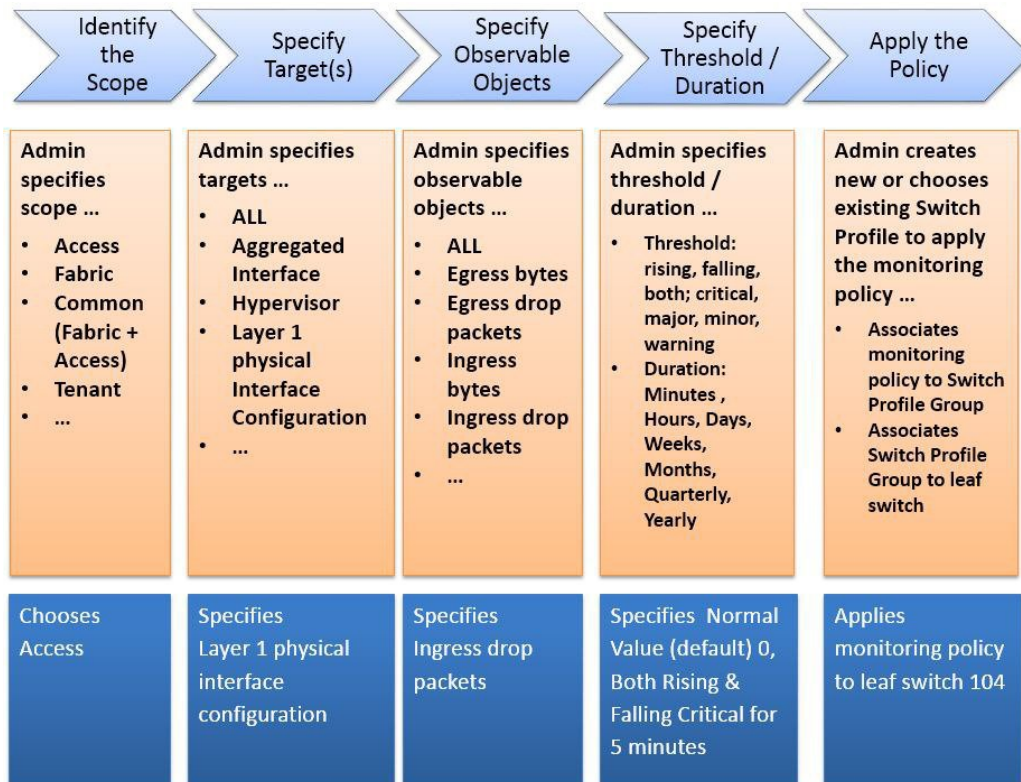 Identify
the
Scope
Specify
Target(s)
Specify
Observable
Objects
Specify
Threshold /
Duration
Apply the
Policy
Admin
specifies
scope ...
• Access
• Fabric
• Common
(Fabric +
Access)
• Tenant
• ...
Admin specifies
targets ...
• ALL
• Aggregated
Interface
• Hypervisor
• Layer 1
physical
Interface
Configuration
• ...
Admin specifies
observable
objects ...
• ALL
• Egress bytes
• Egress drop
packets
• Ingress
bytes
• Ingress drop
packets
• ...
Admin specifies
threshold /
duration ...
• Threshold:
rising, falling,
both; critical,
major, minor,
warning
• Duration:
Minutes ,
Hours, Days,
Weeks,
Months,
Quarterly,
Yearly
Admin creates
new or chooses
existing Switch
Profile to apply
the monitoring
policy ...
• Associates
monitoring
policy to Switch
Profile Group
• Associates
Switch Profile
Group to leaf
switch
Chooses
Access
Specifies
Layer 1 physical
interface
configuration
Specifies
Ingress drop
packets
Specifies Normal
Value (default) 0,
Both Rising &
Falling Critical for
5 minutes
Applies
monitoring policy
to leaf switch 104